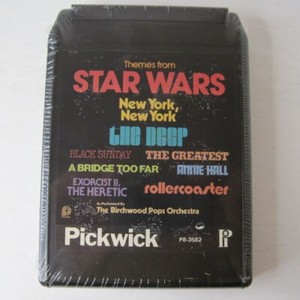 Themes from
STAR WARS
New York,
New York
the DEEP
BLACK SUNDAY THE GREATEST
A BRIDGE TOO FAR ANNIE HALL
EXORCIST II,
THE HERETIC rollercoaster
As Performed By
The Birchwood Pops Orchestra
Pickwick
P8-3582